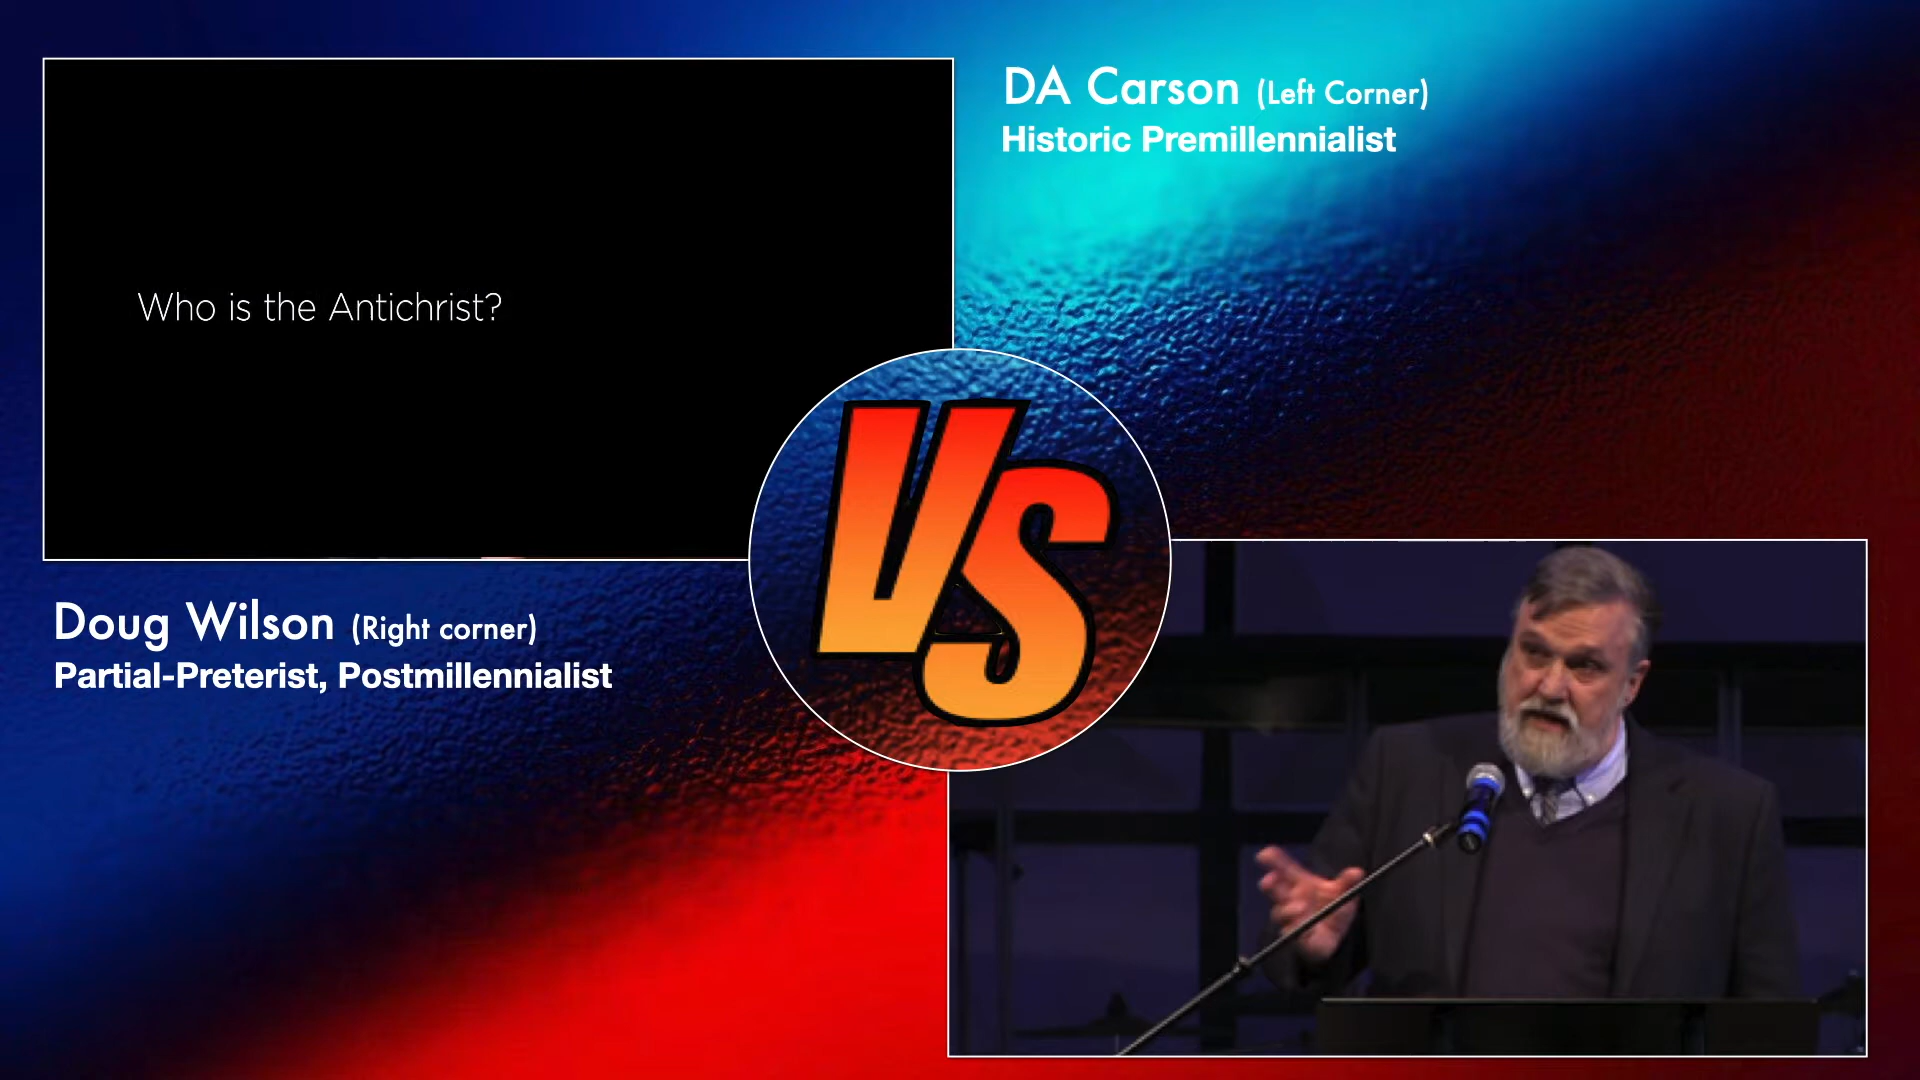 DA Carson (Left Corner)
Historic Premillennialist
Who is the Antichrist?
VS
Doug Wilson (Right corner)
Partial-Preterist, Postmillennialist